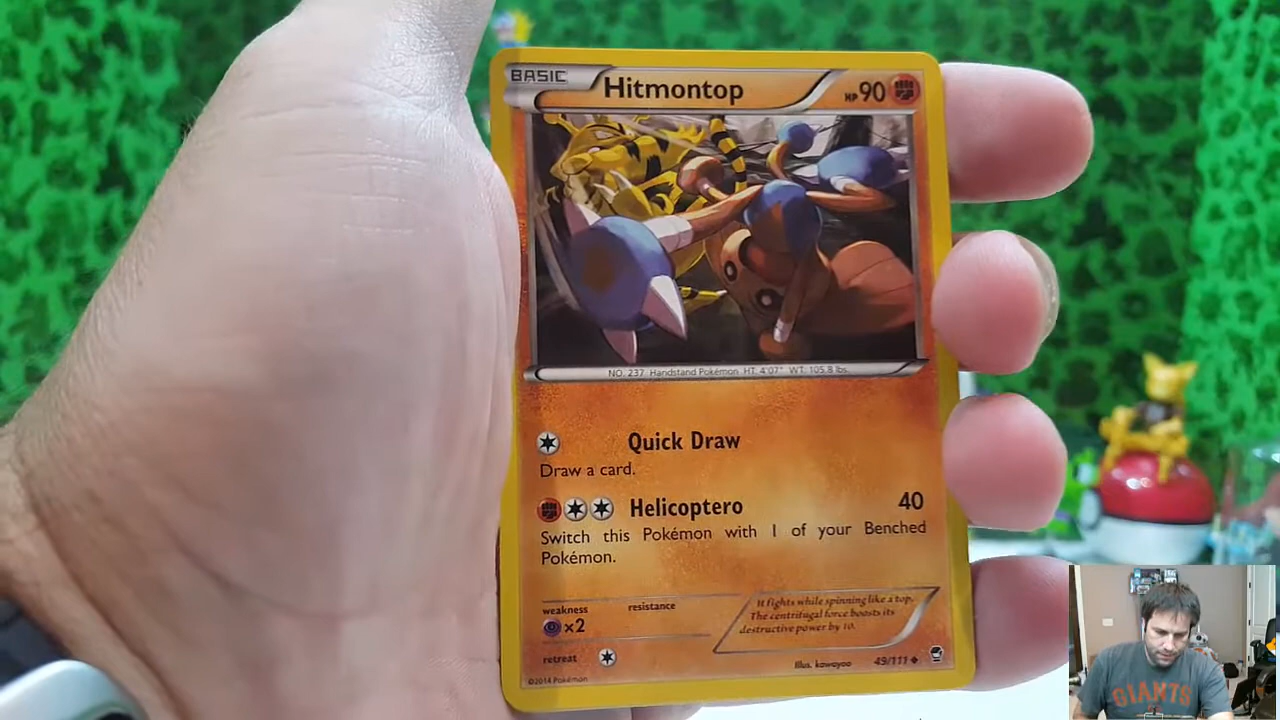 BASIC Hitmontop HP 90
NO. 237 Handstand Pokémon HT: 4'07" WT: 105.8 lbs.
Quick Draw
Draw a card.
Helicoptero 40
Switch this Pokémon with 1 of your Benched
Pokémon.
weakness resistance
×2
It fights while spinning like a top.
The centrifugal force boosts its
destructive power by 10.
retreat
Illus. kawayoo 49/111
©2014 Pokémon
GIANTS